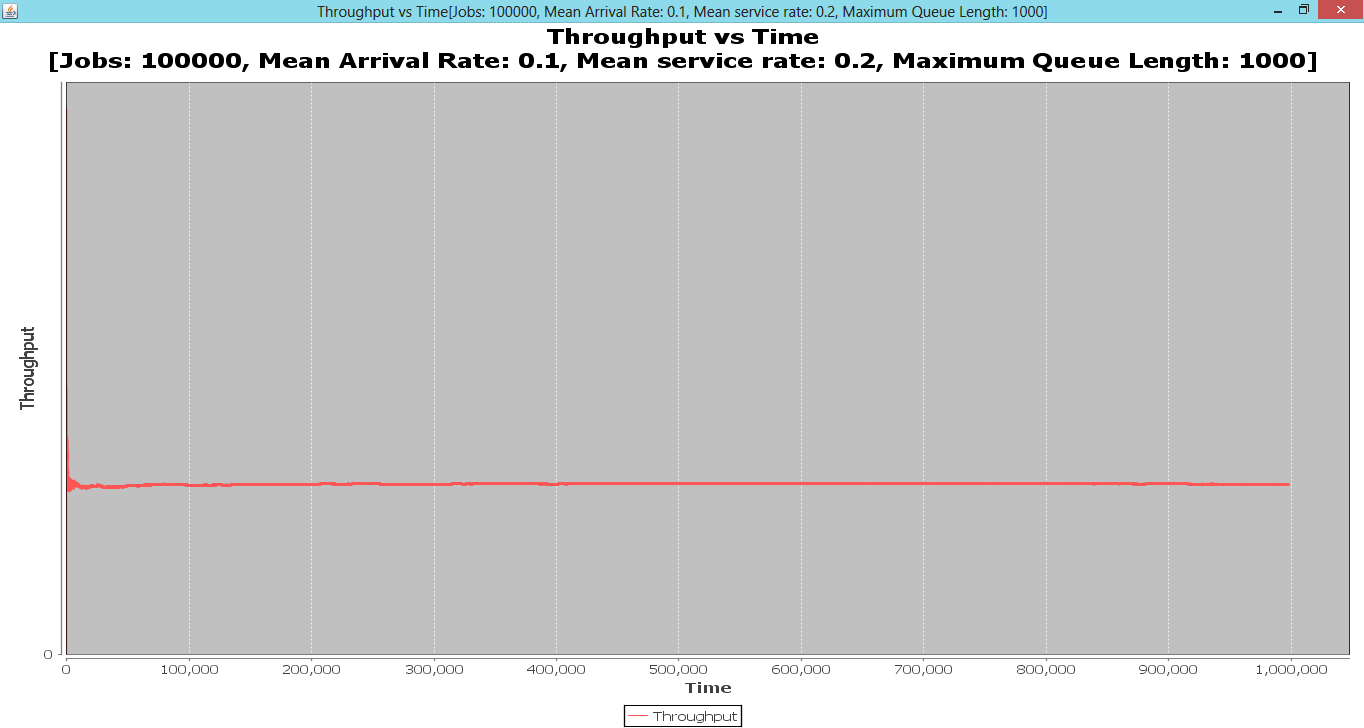 Throughput vs Time[Jobs: 100000, Mean Arrival Rate: 0.1, Mean service rate: 0.2, Maximum Queue Length: 1000]
Throughput vs Time
[Jobs: 100000, Mean Arrival Rate: 0.1, Mean service rate: 0.2, Maximum Queue Length: 1000]
Throughput
0
0 100,000 200,000 300,000 400,000 500,000 600,000 700,000 800,000 900,000 1,000,000
Time
Throughput